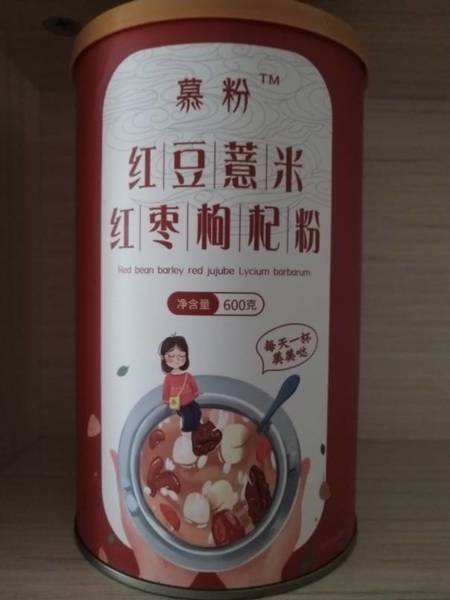 慕粉™
红豆薏米
红枣枸杞粉
Red bean barley red jujube Lycium barbarum
净含量 600克
每天一杯
美美哒